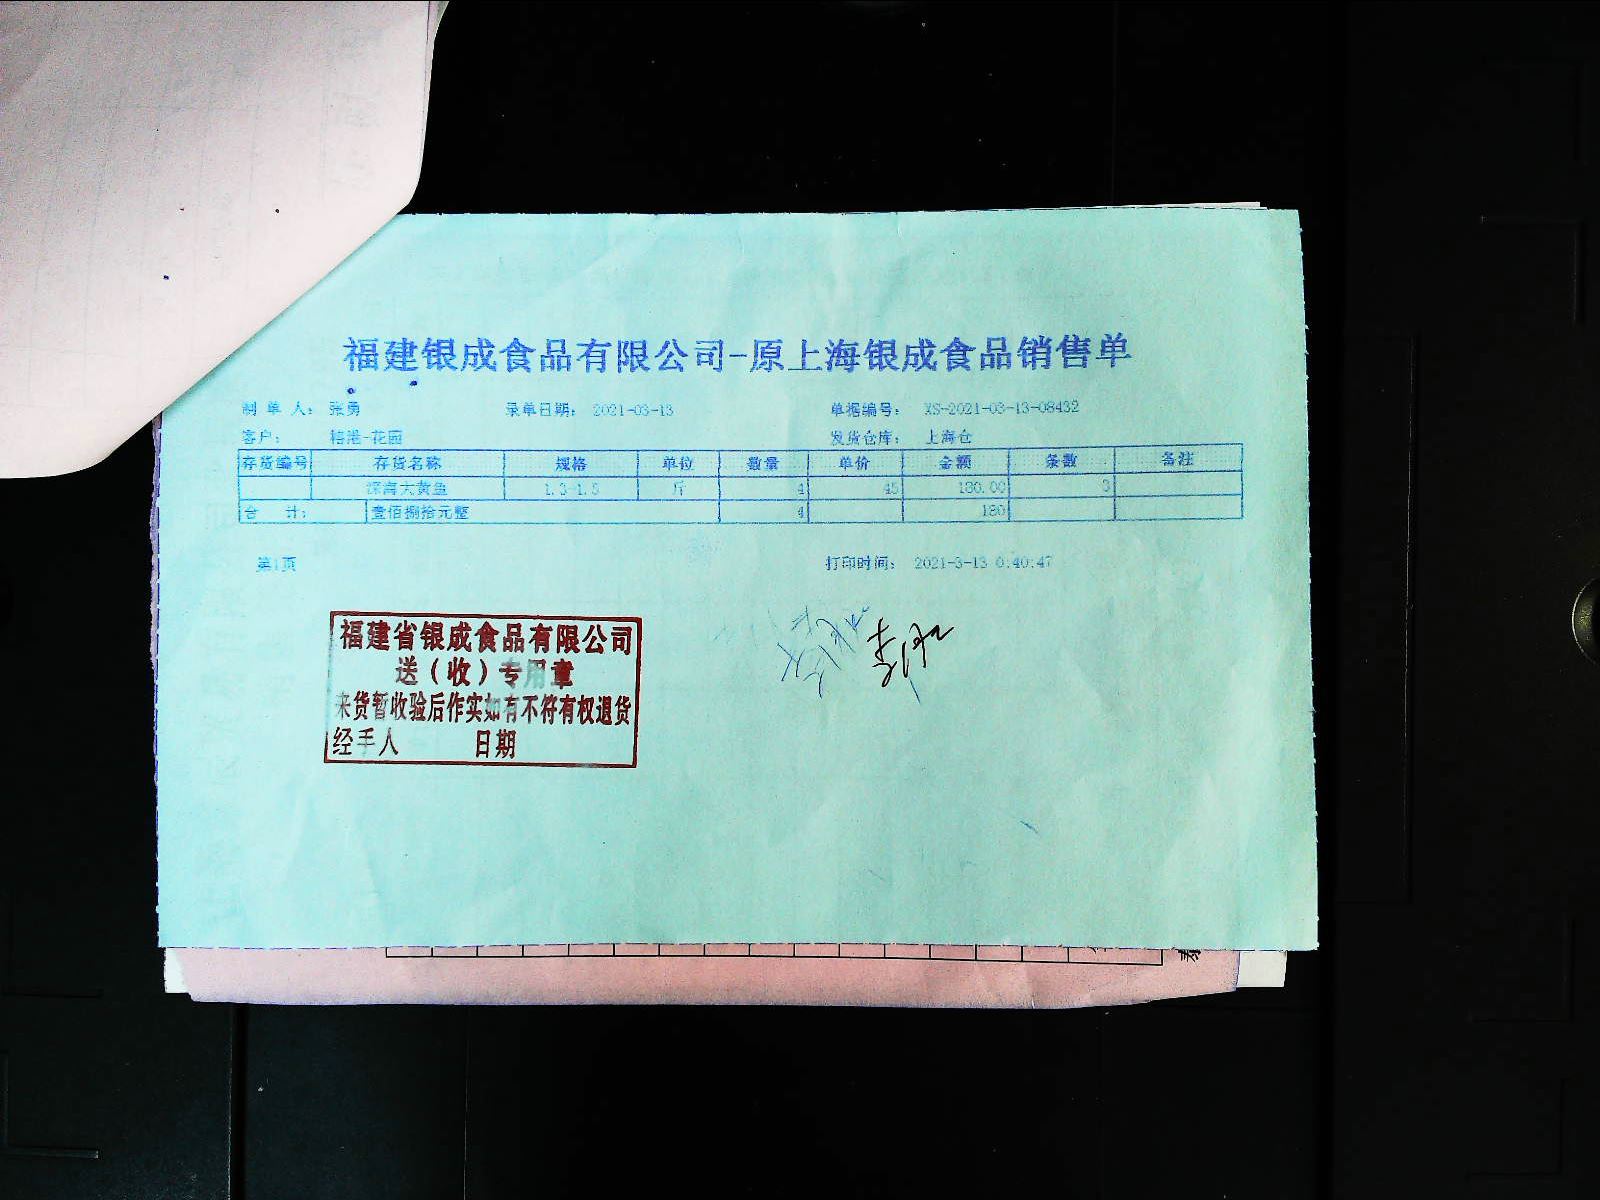 福建银成食品有限公司-原上海银成食品销售单
制 单 人： 张勇 录单日期： 2021-03-13 单据编号： XS-2021-03-13-08432
客户： 桔港-花园 发货仓库： 上海仓
存货编号 存货名称 规格 单位 数量 单价 金额 条数 备注
深海大黄鱼 1.3-1.5 斤 4 45 180.00 3
合 计： 壹佰捌拾元整 4 180
第1页 打印时间： 2021-3-13 0:40:47
福建省银成食品有限公司
送（收）专用章
来货暂收验后作实如有不符有权退货
经手人 日期